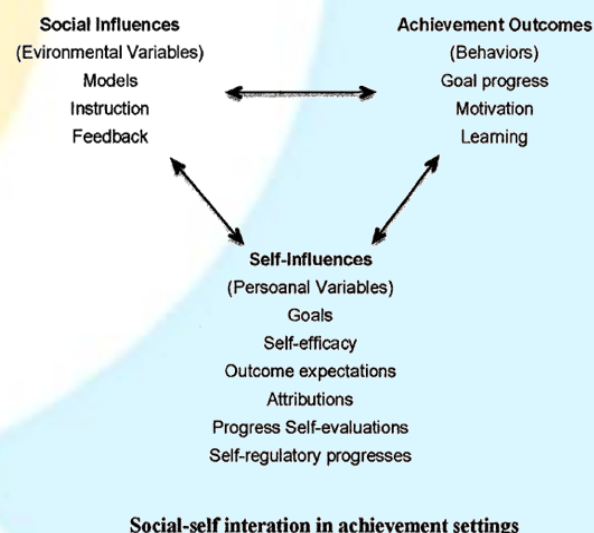 Social Influences
(Evironmental Variables)
Models
Instruction
Feedback
Achievement Outcomes
(Behaviors)
Goal progress
Motivation
Learning
Self-Influences
(Persoanal Variables)
Goals
Self-efficacy
Outcome expectations
Attributions
Progress Self-evaluations
Self-regulatory progresses
Social-self interation in achievement settings